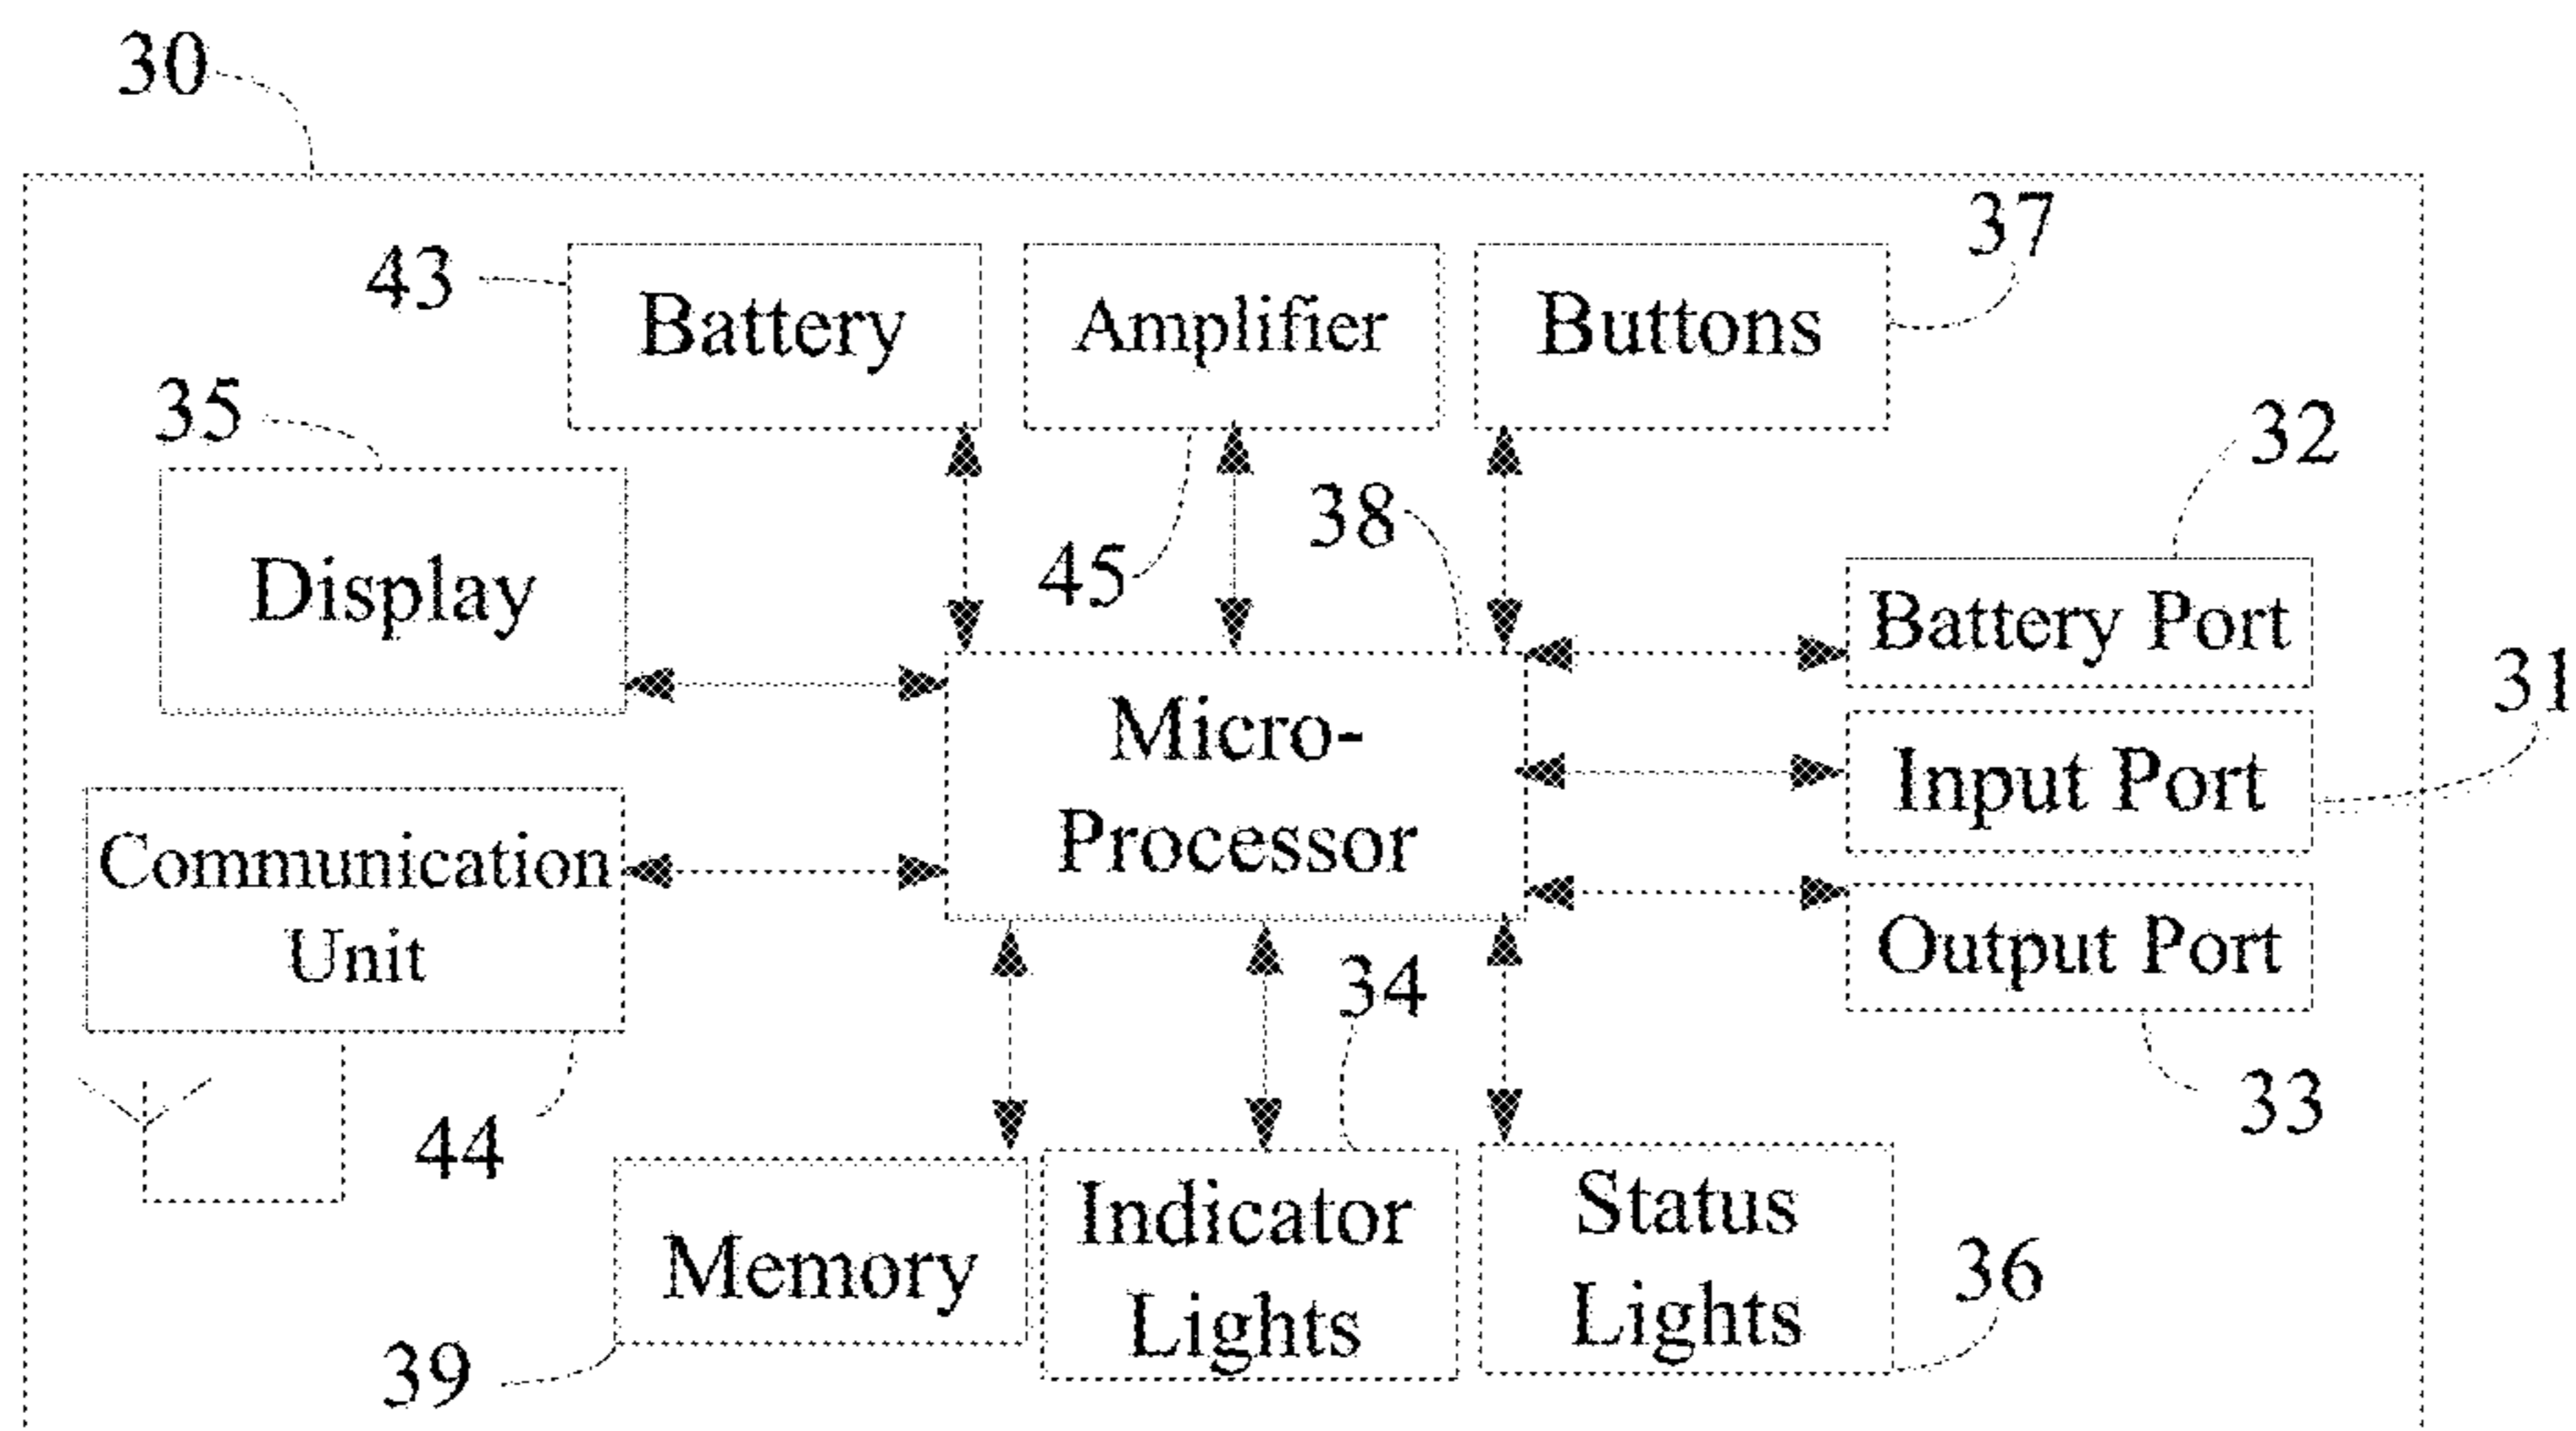 30
37
43
Battery
Amplifier
Buttons
35
32
38
45
Display
Battery Port
31
Micro-
Processor
Input Port
Communication
Unit
Output Port
34
44
33
Memory
Indicator
Lights
Status
Lights
36
39